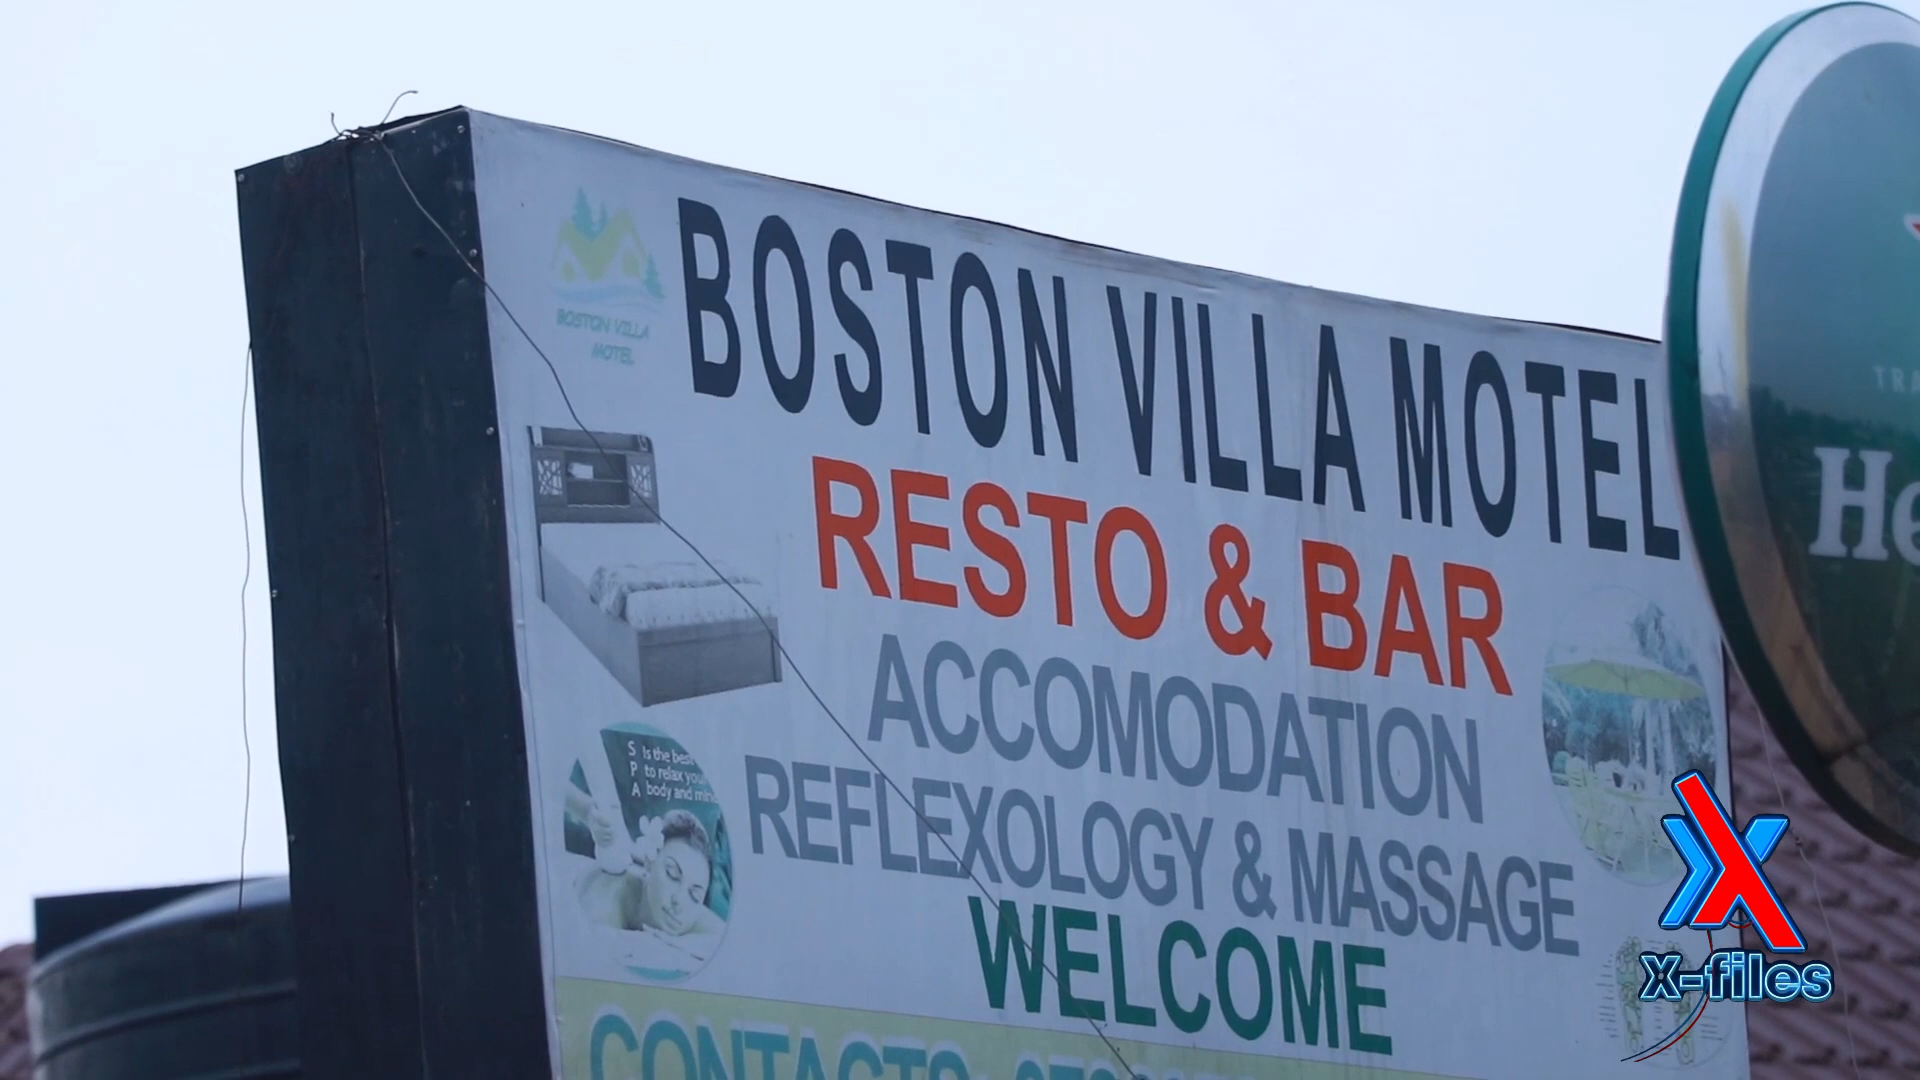 BOSTON VILLA MOTEL
BOSTON VILLA
MOTEL
RESTO & BAR
ACCOMODATION
S Is the best
P to relax your
A body and mind
REFLEXOLOGY & MASSAGE
WELCOME
CONTACTS:
X-files